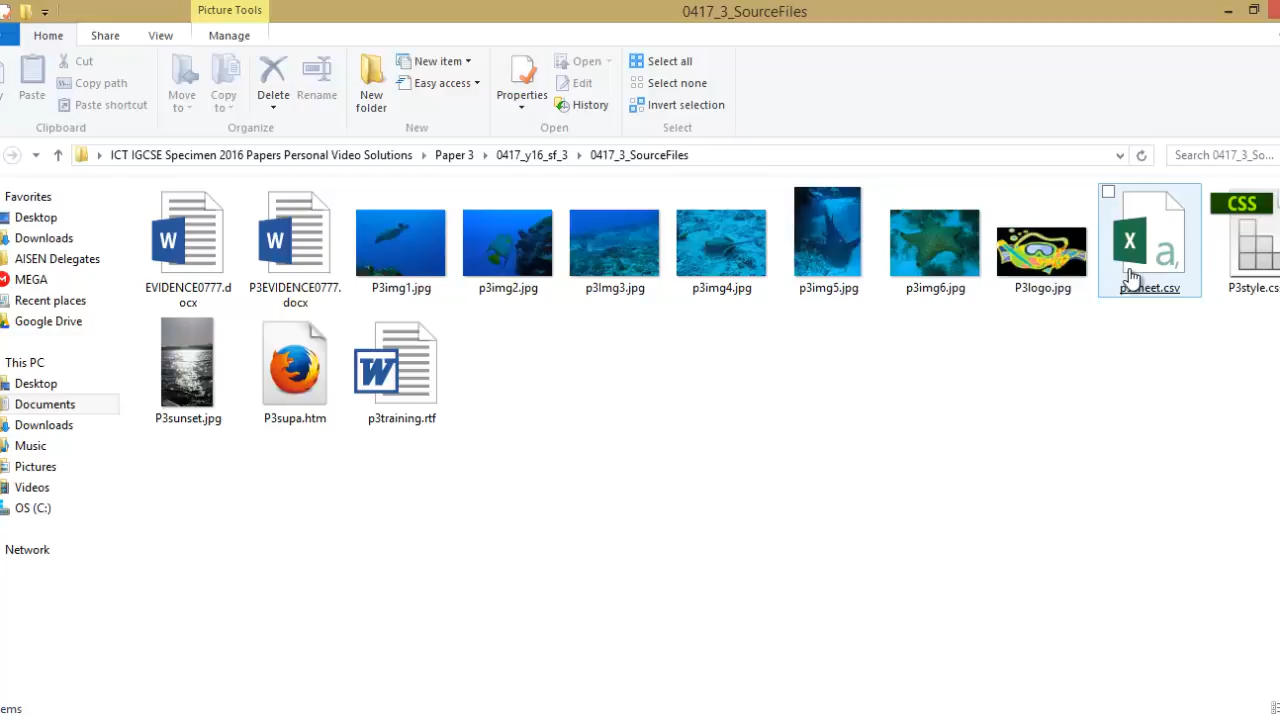 Picture Tools
0417_3_SourceFiles
Home
Share
View
Manage
Cut
Copy path
Paste shortcut
Paste
Clipboard
Move to
Copy to
Delete
Rename
Organize
New folder
New item
Easy access
New
Properties
Open
Edit
History
Open
Select all
Select none
Invert selection
Select
ICT IGCSE Specimen 2016 Papers Personal Video Solutions
Paper 3
0417_y16_sf_3
0417_3_SourceFiles
Search 0417_3_So...
Favorites
Desktop
Downloads
AISEN Delegates
MEGA
Recent places
Google Drive
This PC
Desktop
Documents
Downloads
Music
Pictures
Videos
OS (C:)
Network
W
EVIDENCE0777.d
ocx
W
P3EVIDENCE0777.
docx
P3img1.jpg
p3img2.jpg
p3Img3.jpg
p3img4.jpg
p3img5.jpg
p3img6.jpg
P3logo.jpg
X a,
CSS
P3style.cs
P3sunset.jpg
P3supa.htm
W
p3training.rtf
ems